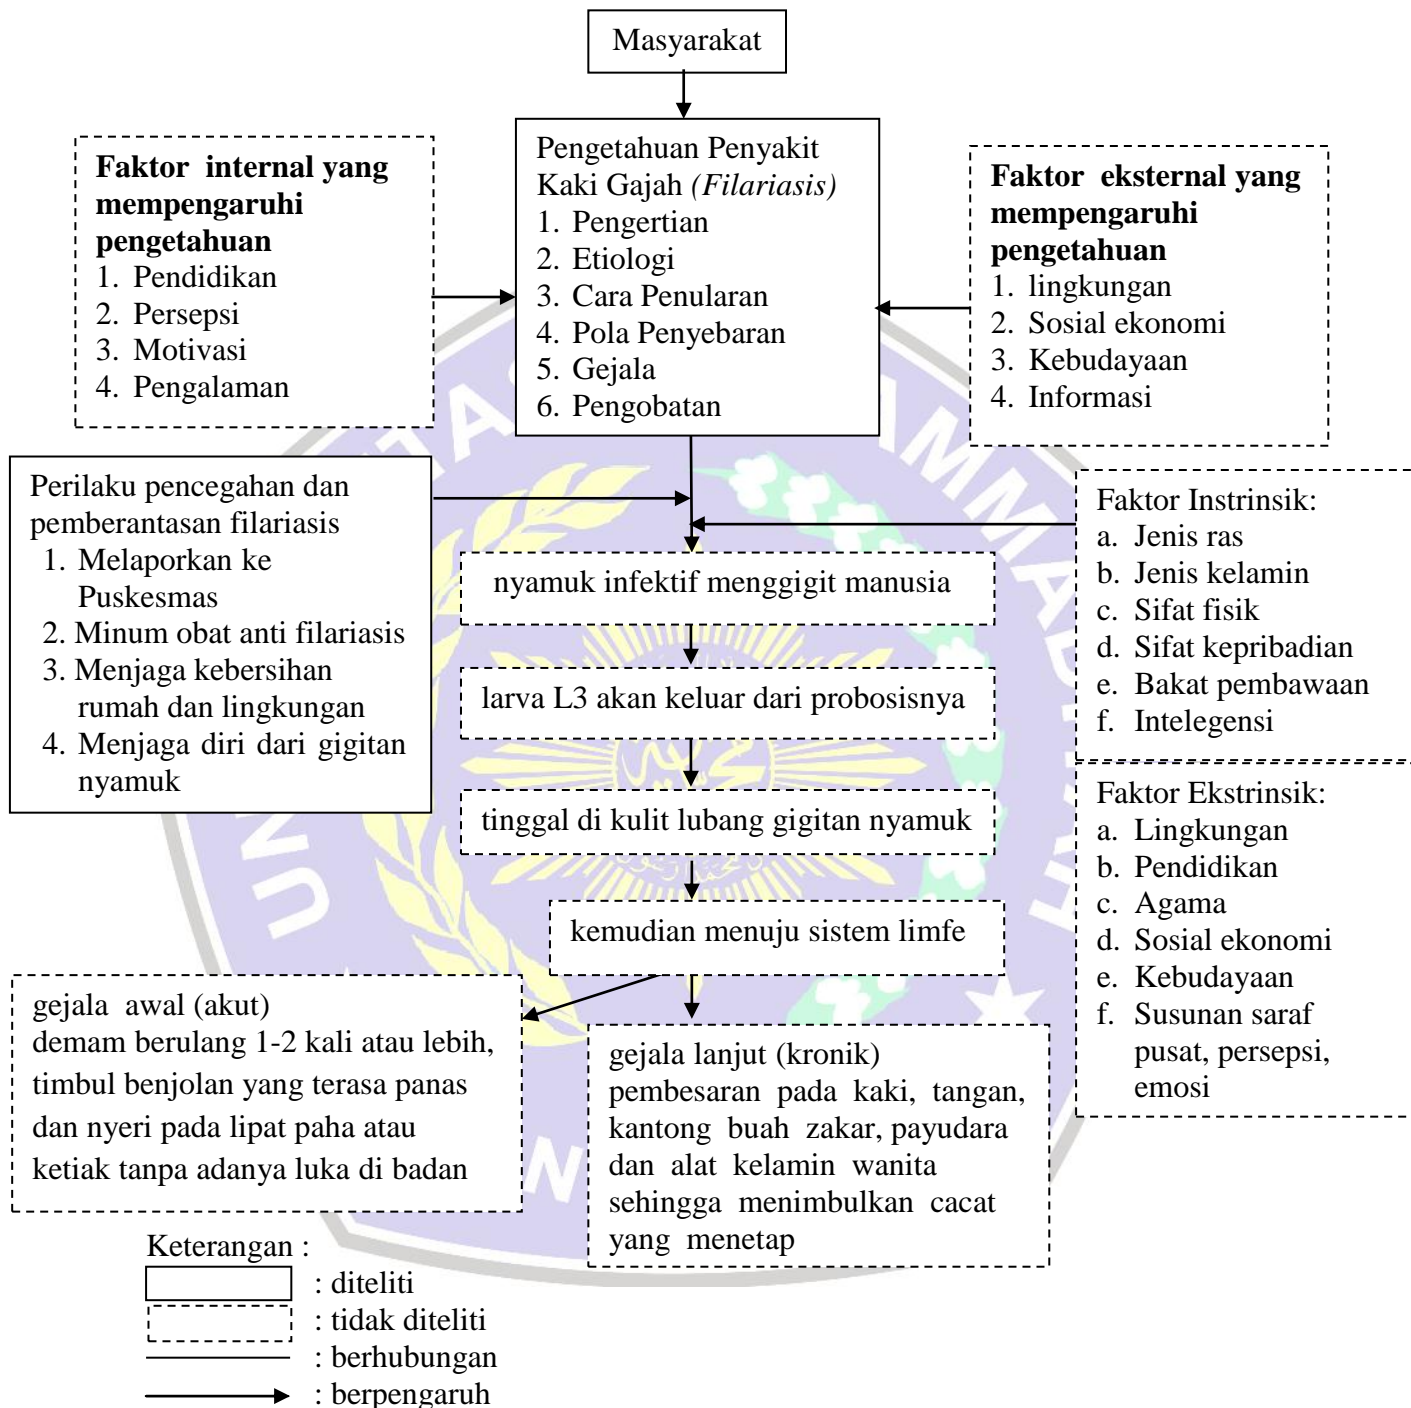 Masyarakat
Pengetahuan Penyakit
Kaki Gajah (Filariasis)
1. Pengertian
2. Etiologi
3. Cara Penularan
4. Pola Penyebaran
5. Gejala
6. Pengobatan
Faktor internal yang
mempengaruhi
pengetahuan
1. Pendidikan
2. Persepsi
3. Motivasi
4. Pengalaman
Faktor eksternal yang
mempengaruhi
pengetahuan
1. lingkungan
2. Sosial ekonomi
3. Kebudayaan
4. Informasi
Perilaku pencegahan dan
pemberantasan filariasis
1. Melaporkan ke
Puskesmas
2. Minum obat anti filariasis
3. Menjaga kebersihan
rumah dan lingkungan
4. Menjaga diri dari gigitan
nyamuk
Faktor Instrinsik:
a. Jenis ras
b. Jenis kelamin
c. Sifat fisik
d. Sifat kepribadian
e. Bakat pembawaan
f. Intelegensi
Faktor Ekstrinsik:
a. Lingkungan
b. Pendidikan
c. Agama
d. Sosial ekonomi
e. Kebudayaan
f. Susunan saraf
pusat, persepsi,
emosi
nyamuk infektif menggigit manusia
larva L3 akan keluar dari probosisnya
tinggal di kulit lubang gigitan nyamuk
kemudian menuju sistem limfe
gejala awal (akut)
demam berulang 1-2 kali atau lebih,
timbul benjolan yang terasa panas
dan nyeri pada lipat paha atau
ketiak tanpa adanya luka di badan
gejala lanjut (kronik)
pembesaran pada kaki, tangan,
kantong buah zakar, payudara
dan alat kelamin wanita
sehingga menimbulkan cacat
yang menetap
Keterangan :
: diteliti
: tidak diteliti
: berhubungan
: berpengaruh